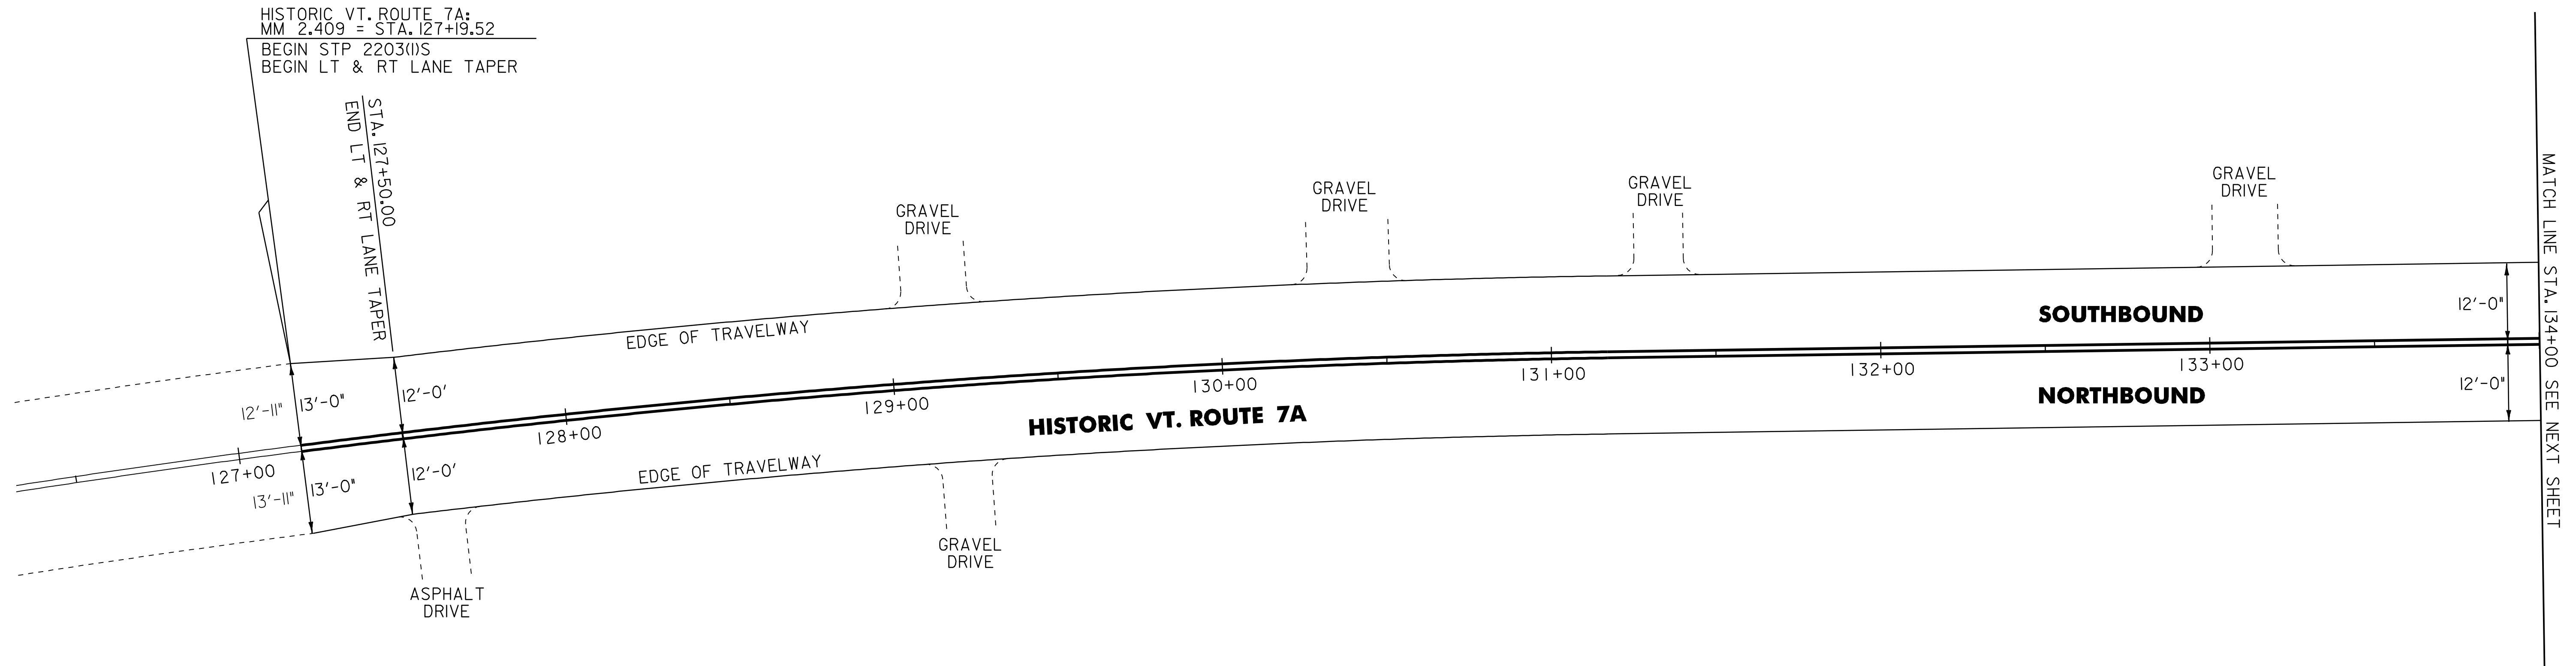 HISTORIC VT. ROUTE 7A:
MM 2.409 = STA. 127+19.52
BEGIN STP 2203(1)S
BEGIN LT & RT LANE TAPER
STA. 127+50.00
END LT & RT LANE TAPER
GRAVEL
DRIVE
GRAVEL
DRIVE
GRAVEL
DRIVE
GRAVEL
DRIVE
MATCH LINE STA. 134+00 SEE NEXT SHEET
EDGE OF TRAVELWAY
SOUTHBOUND
12'-0"
12'-11"
13'-0"
12'-0'
127+00
128+00
129+00
130+00
131+00
132+00
133+00
HISTORIC VT. ROUTE 7A
NORTHBOUND
12'-0"
13'-11"
13'-0"
12'-0'
EDGE OF TRAVELWAY
ASPHALT
DRIVE
GRAVEL
DRIVE